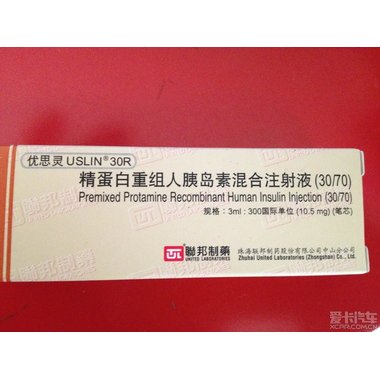 优思灵 USLIN® 30R
精蛋白重组人胰岛素混合注射液 (30/70)
Premixed Protamine Recombinant Human Insulin Injection (30/70)
规格：3ml : 300国际单位 (10.5 mg) (笔芯)
聯邦制藥
UNITED LABORATORIES
珠海联邦制药股份有限公司中山分公司
Zhuhai United Laboratories (Zhongshan) Co., Ltd.
爱卡汽车
XCAR.COM.CN